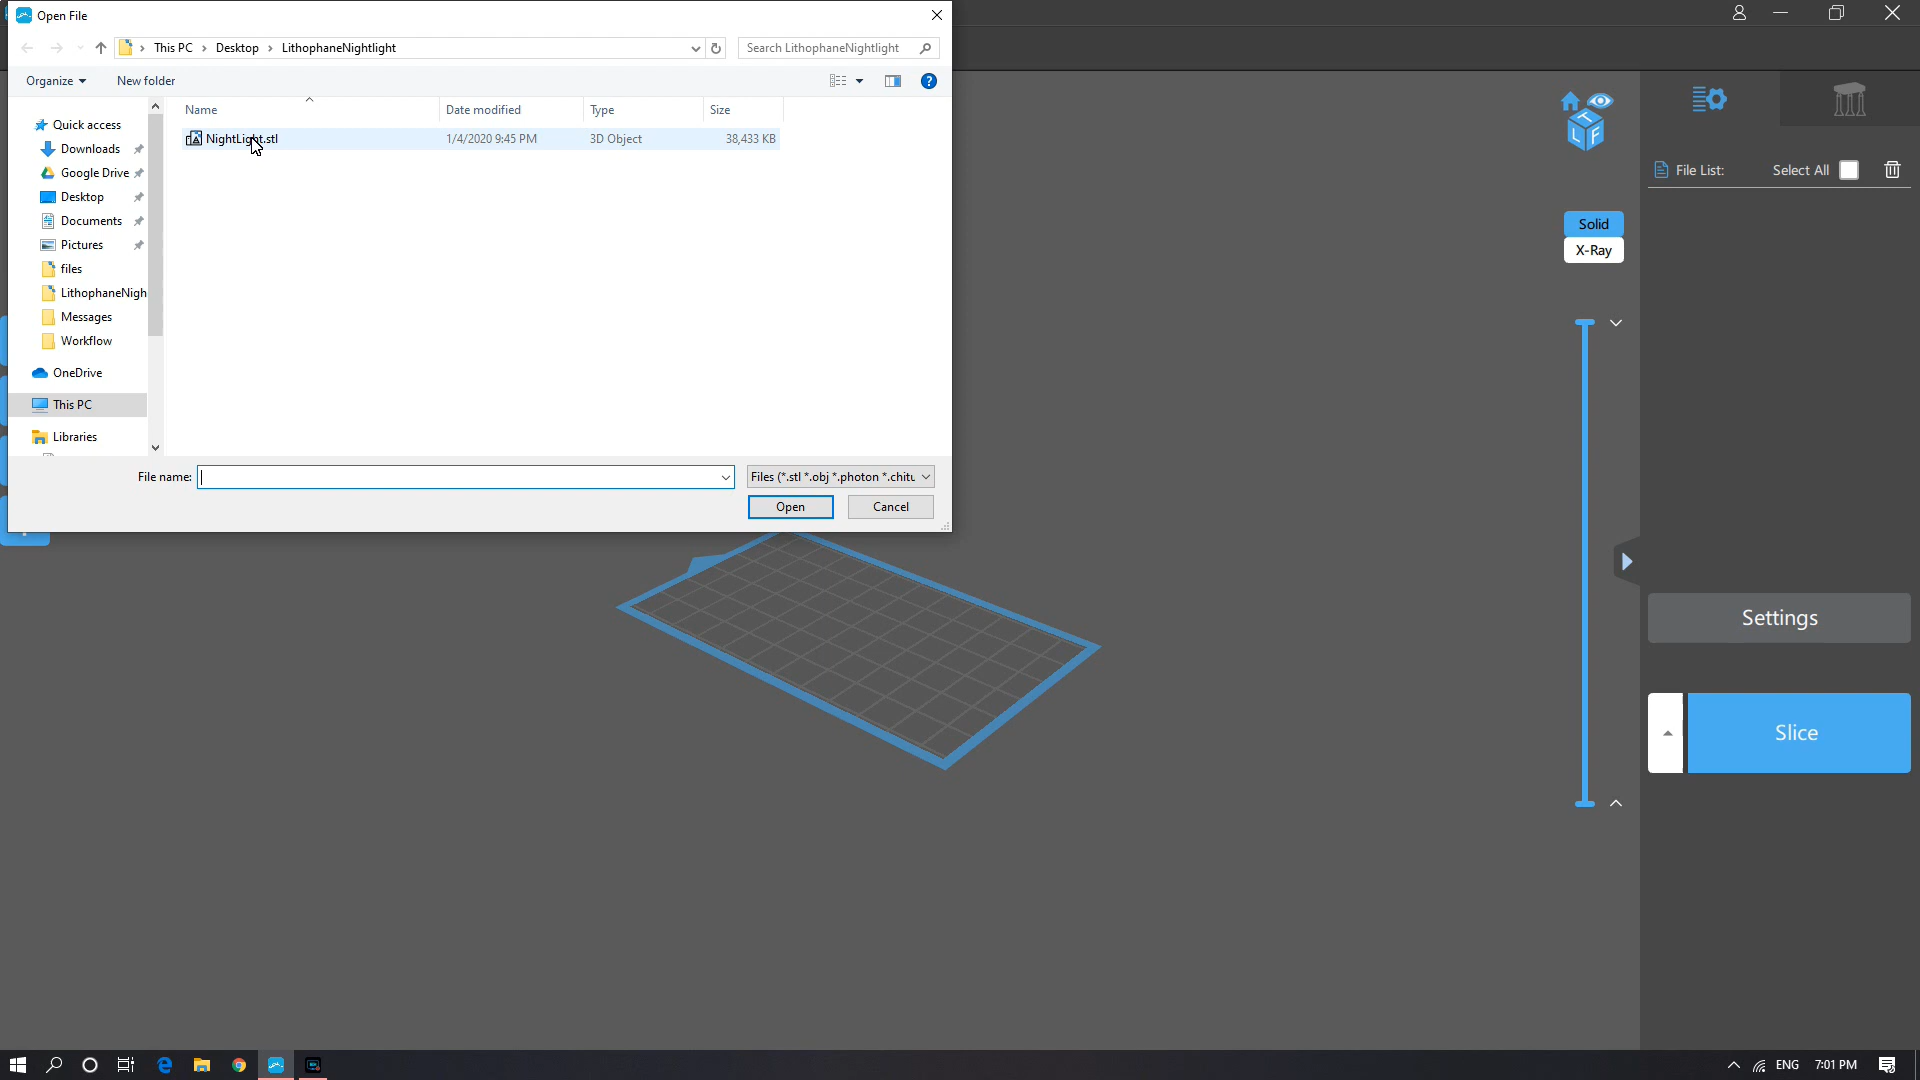 Open File
This PC > Desktop > LithophaneNightlight
Search LithophaneNightlight
Organize
New folder
Name
Date modified
Type
Size
NightLight.stl
1/4/2020 9:45 PM
3D Object
38,433 KB
Quick access
Downloads
Google Drive
Desktop
Documents
Pictures
files
LithophaneNigh
Messages
Workflow
OneDrive
This PC
Libraries
File name:
Files (*.stl *.obj *.photon *.chitu
Open
Cancel
T
L F
Solid
X-Ray
File List:
Select All
Settings
Slice
ENG
7:01 PM